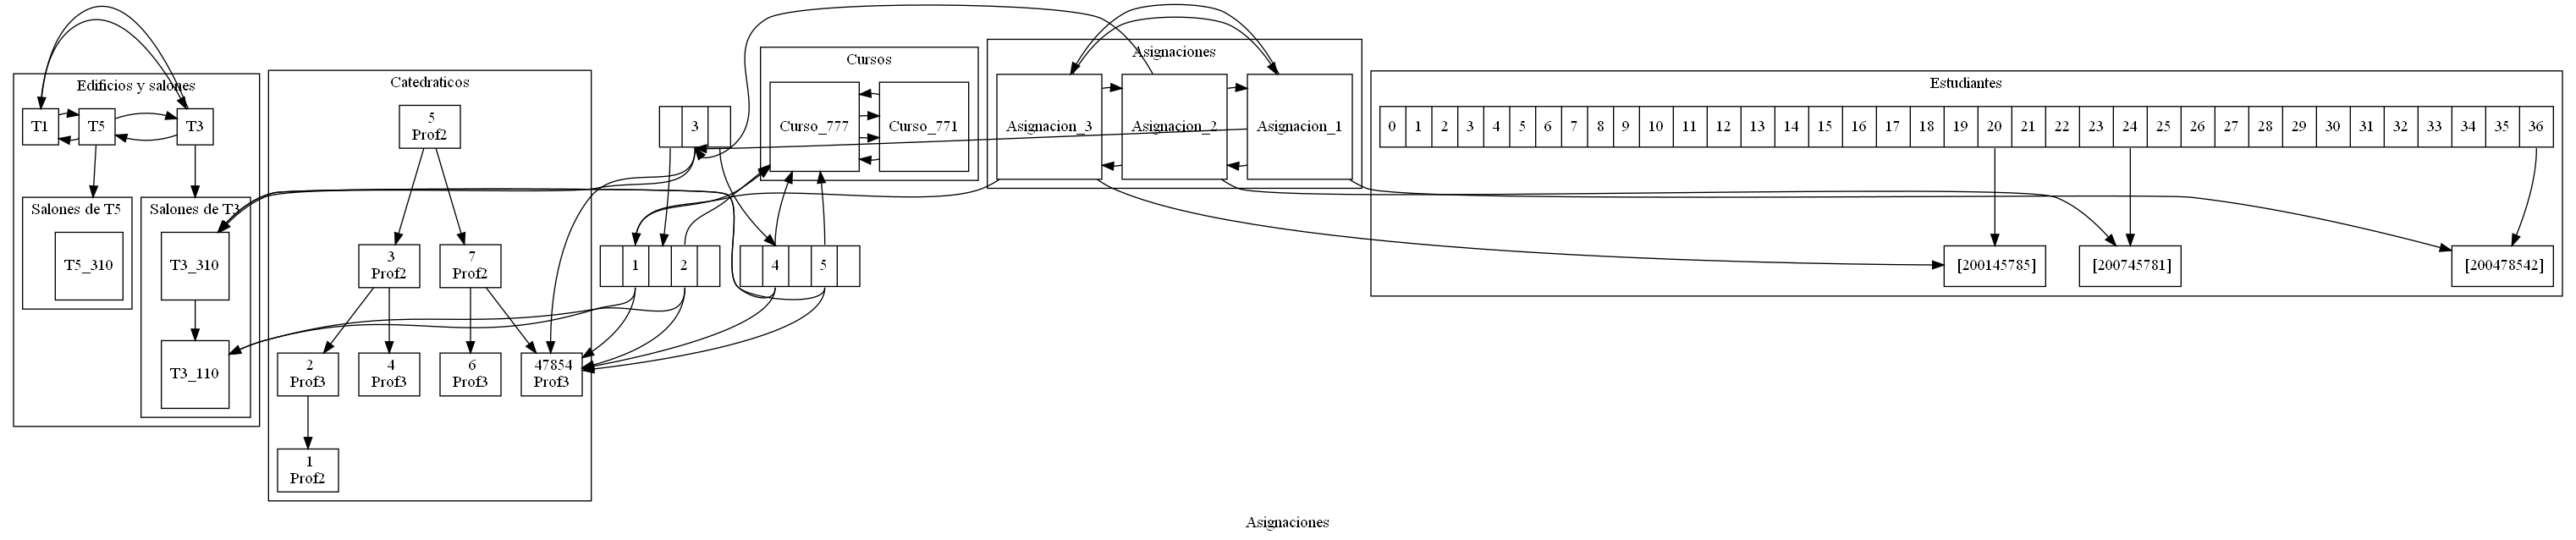 Edificios y salones
T1
T5
T3
Salones de T5
T5_310
Salones de T3
T3_310
T3_110
Catedraticos
5
Prof2
3
Prof2
7
Prof2
2
Prof3
4
Prof3
6
Prof3
47854
Prof3
1
Prof2
3
1 2
4 5
Cursos
Curso_777
Curso_771
Asignaciones
Asignacion_3
Asignacion_2
Asignacion_1
Estudiantes
0 1 2 3 4 5 6 7 8 9 10 11 12 13 14 15 16 17 18 19 20 21 22 23 24 25 26 27 28 29 30 31 32 33 34 35 36
[200145785]
[200745781]
[200478542]
Asignaciones